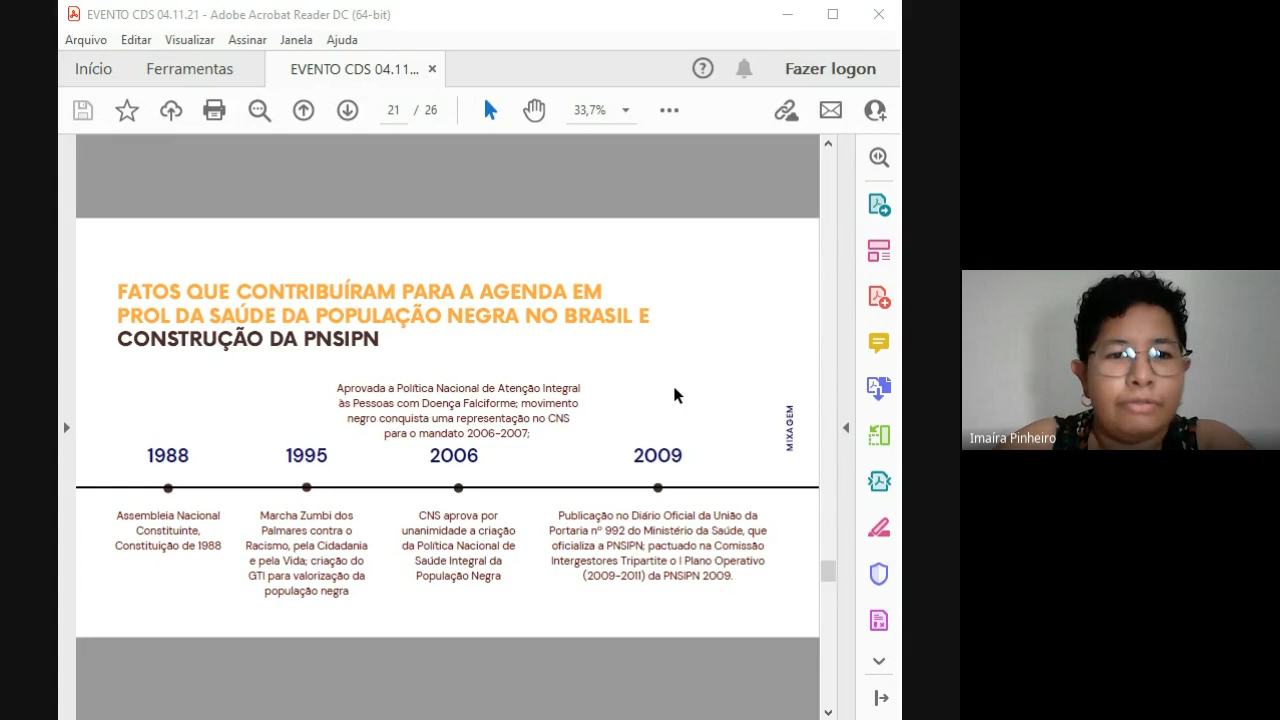 EVENTO CDS 04.11.21 - Adobe Acrobat Reader DC (64-bit)
Arquivo Editar Visualizar Assinar Janela Ajuda
Início Ferramentas EVENTO CDS 04.11... × Fazer logon
21 / 26 33,7%
FATOS QUE CONTRIBUÍRAM PARA A AGENDA EM
PROL DA SAÚDE DA POPULAÇÃO NEGRA NO BRASIL E
CONSTRUÇÃO DA PNSIPN
Aprovada a Política Nacional de Atenção Integral
às Pessoas com Doença Falciforme; movimento
negro conquista uma representação no CNS
para o mandato 2006-2007;
MIXAGEM
1988
Assembleia Nacional
Constituinte,
Constituição de 1988
1995
Marcha Zumbi dos
Palmares contra o
Racismo, pela Cidadania
e pela Vida; criação do
GTI para valorização da
população negra
2006
CNS aprova por
unanimidade a criação
da Política Nacional de
Saúde Integral da
População Negra
2009
Publicação no Diário Oficial da União da
Portaria nº 992 do Ministério da Saúde, que
oficializa a PNSIPN; pactuado na Comissão
Intergestores Tripartite o I Plano Operativo
(2009-2011) da PNSIPN 2009.
Imaíra Pinheiro